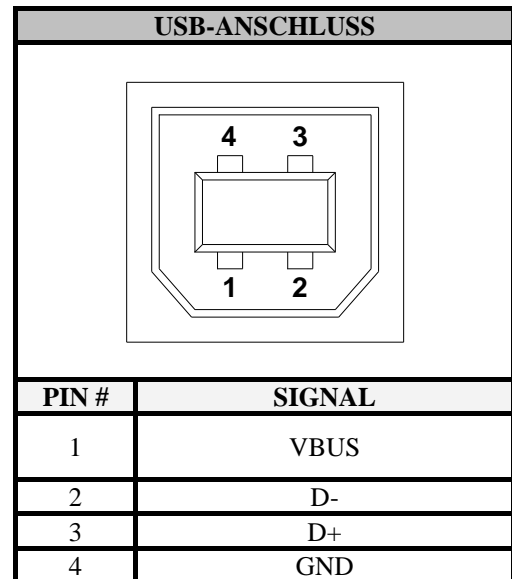 USB-ANSCHLUSS
4 3
1 2
PIN # SIGNAL
1 VBUS
2 D-
3 D+
4 GND